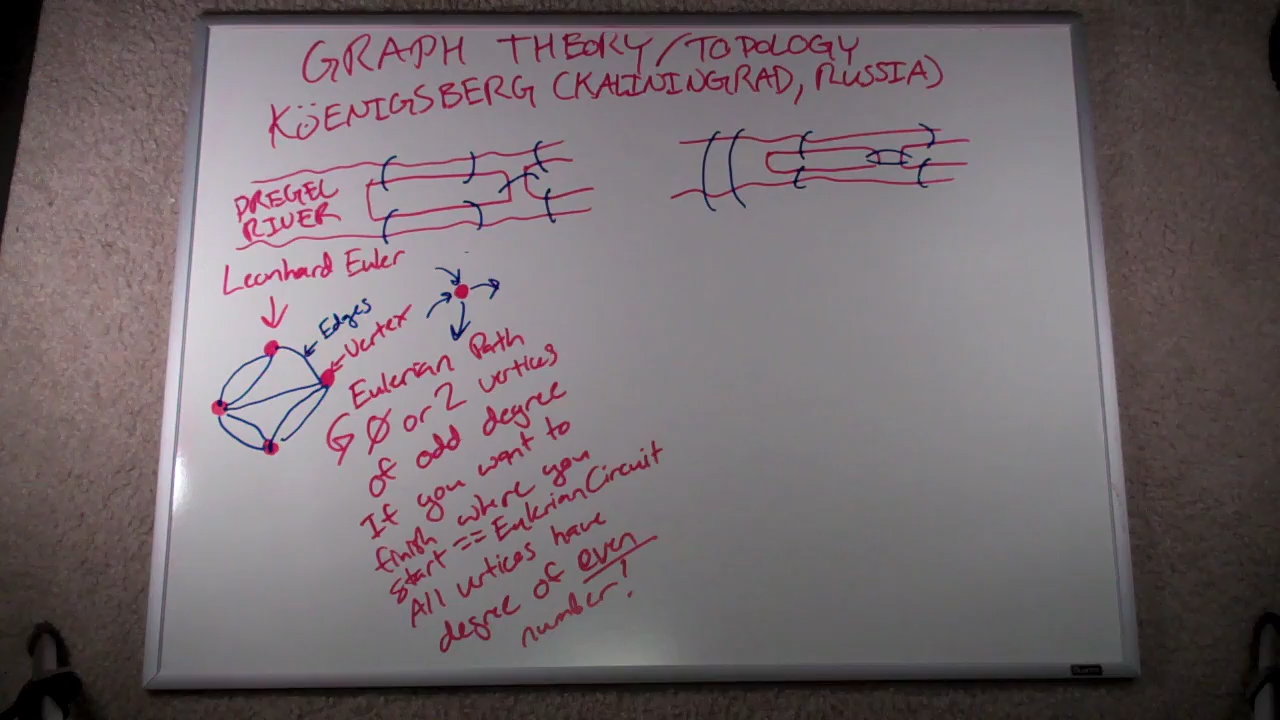 GRAPH THEORY/TOPOLOGY
KÖENIGSBERG (KALININGRAD, RUSSIA)
PREGEL
RIVER
Leonhard Euler
Edges
Vertex
Eulerian Path
↳ Ø or 2 vertices
of odd degree
If you want to
finish where you
start == Eulerian Circuit
All vertices have
degree of even
number!